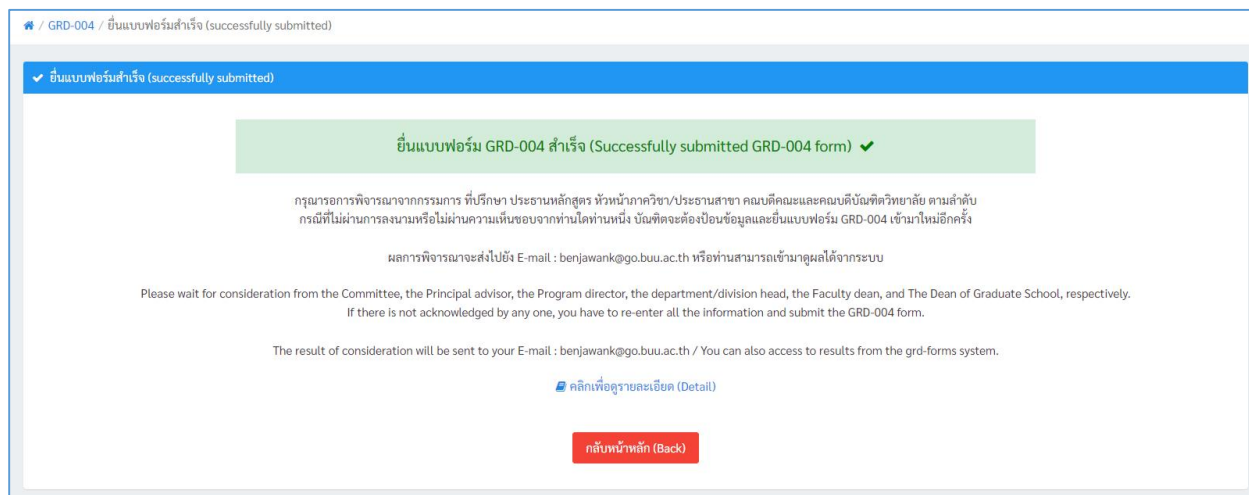 / GRD-004 / ยื่นแบบฟอร์มสำเร็จ (successfully submitted)
ยื่นแบบฟอร์มสำเร็จ (successfully submitted)
ยื่นแบบฟอร์ม GRD-004 สำเร็จ (Successfully submitted GRD-004 form)
กรุณารอการพิจารณาจากกรรมการ ที่ปรึกษา ประธานหลักสูตร หัวหน้าภาควิชา/ประธานสาขา คณบดีคณะและคณบดีบัณฑิตวิทยาลัย ตามลำดับ
กรณีที่ไม่ผ่านการลงนามหรือไม่ผ่านความเห็นชอบจากท่านใดท่านหนึ่ง บัณฑิตจะต้องป้อนข้อมูลและยื่นแบบฟอร์ม GRD-004 เข้ามาใหม่อีกครั้ง
ผลการพิจารณาจะส่งไปยัง E-mail : benjawank@go.buu.ac.th หรือท่านสามารถเข้ามาดูผลได้จากระบบ
Please wait for consideration from the Committee, the Principal advisor, the Program director, the department/division head, the Faculty dean, and The Dean of Graduate School, respectively.
If there is not acknowledged by any one, you have to re-enter all the information and submit the GRD-004 form.
The result of consideration will be sent to your E-mail : benjawank@go.buu.ac.th / You can also access to results from the grd-forms system.
คลิกเพื่อดูรายละเอียด (Detail)
กลับหน้าหลัก (Back)